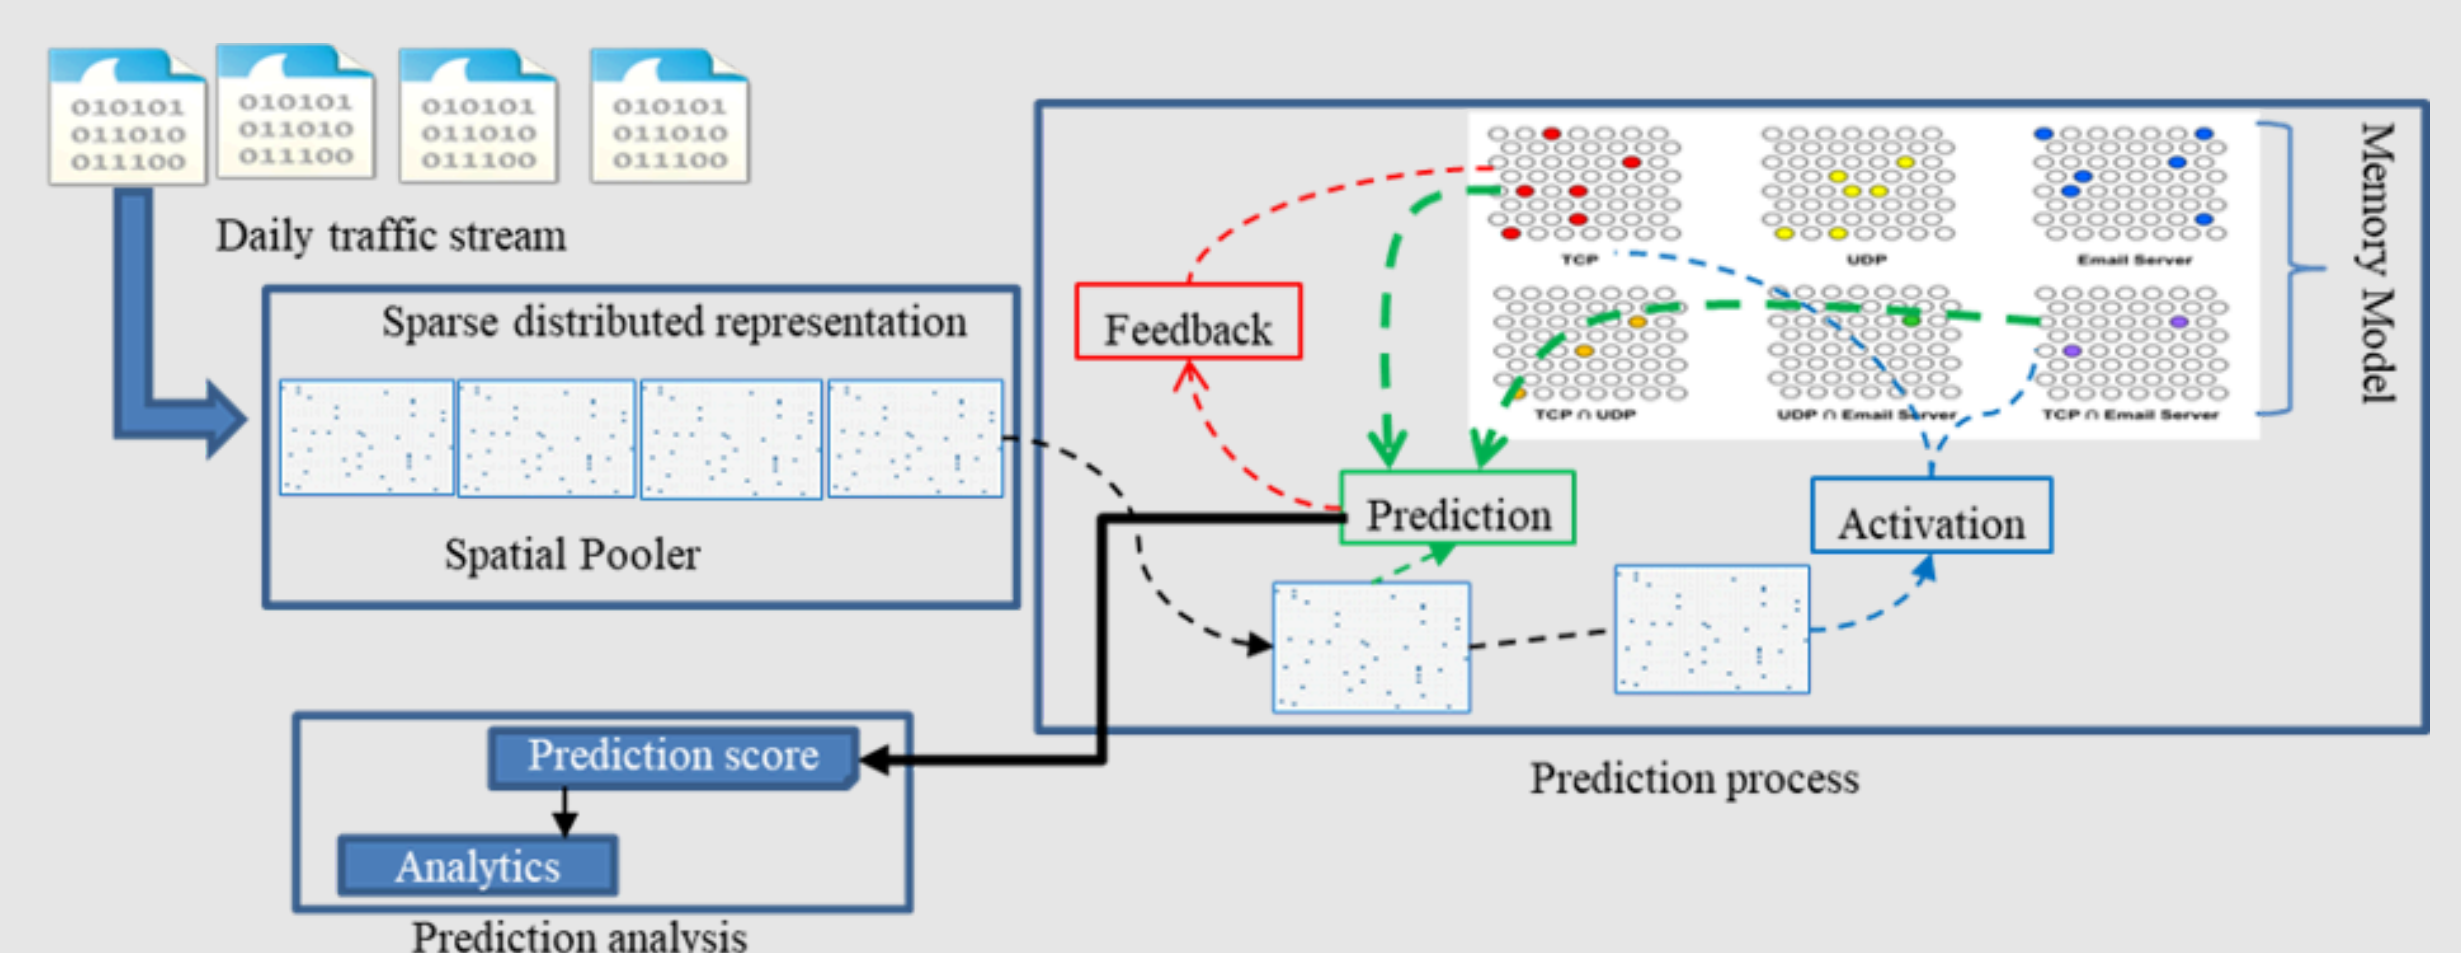 010101
011010
011100
010101
011010
011100
010101
011010
011100
010101
011010
011100
Daily traffic stream
Sparse distributed representation
Spatial Pooler
Feedback
TCP
UDP
Email Server
TCP ∩ UDP
UDP ∩ Email Server
TCP ∩ Email Server
Memory Model
Prediction
Activation
Prediction process
Prediction score
Analytics
Prediction analysis